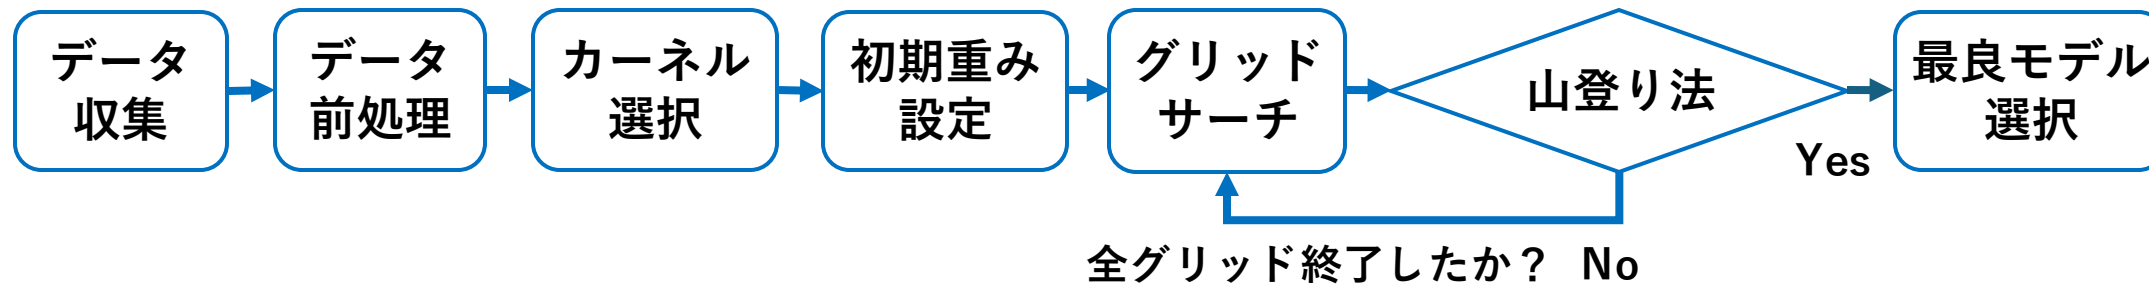 データ
収集
データ
前処理
カーネル
選択
初期重み
設定
グリッド
サーチ
山登り法
Yes
最良モデル
選択
全グリッド終了したか？ No